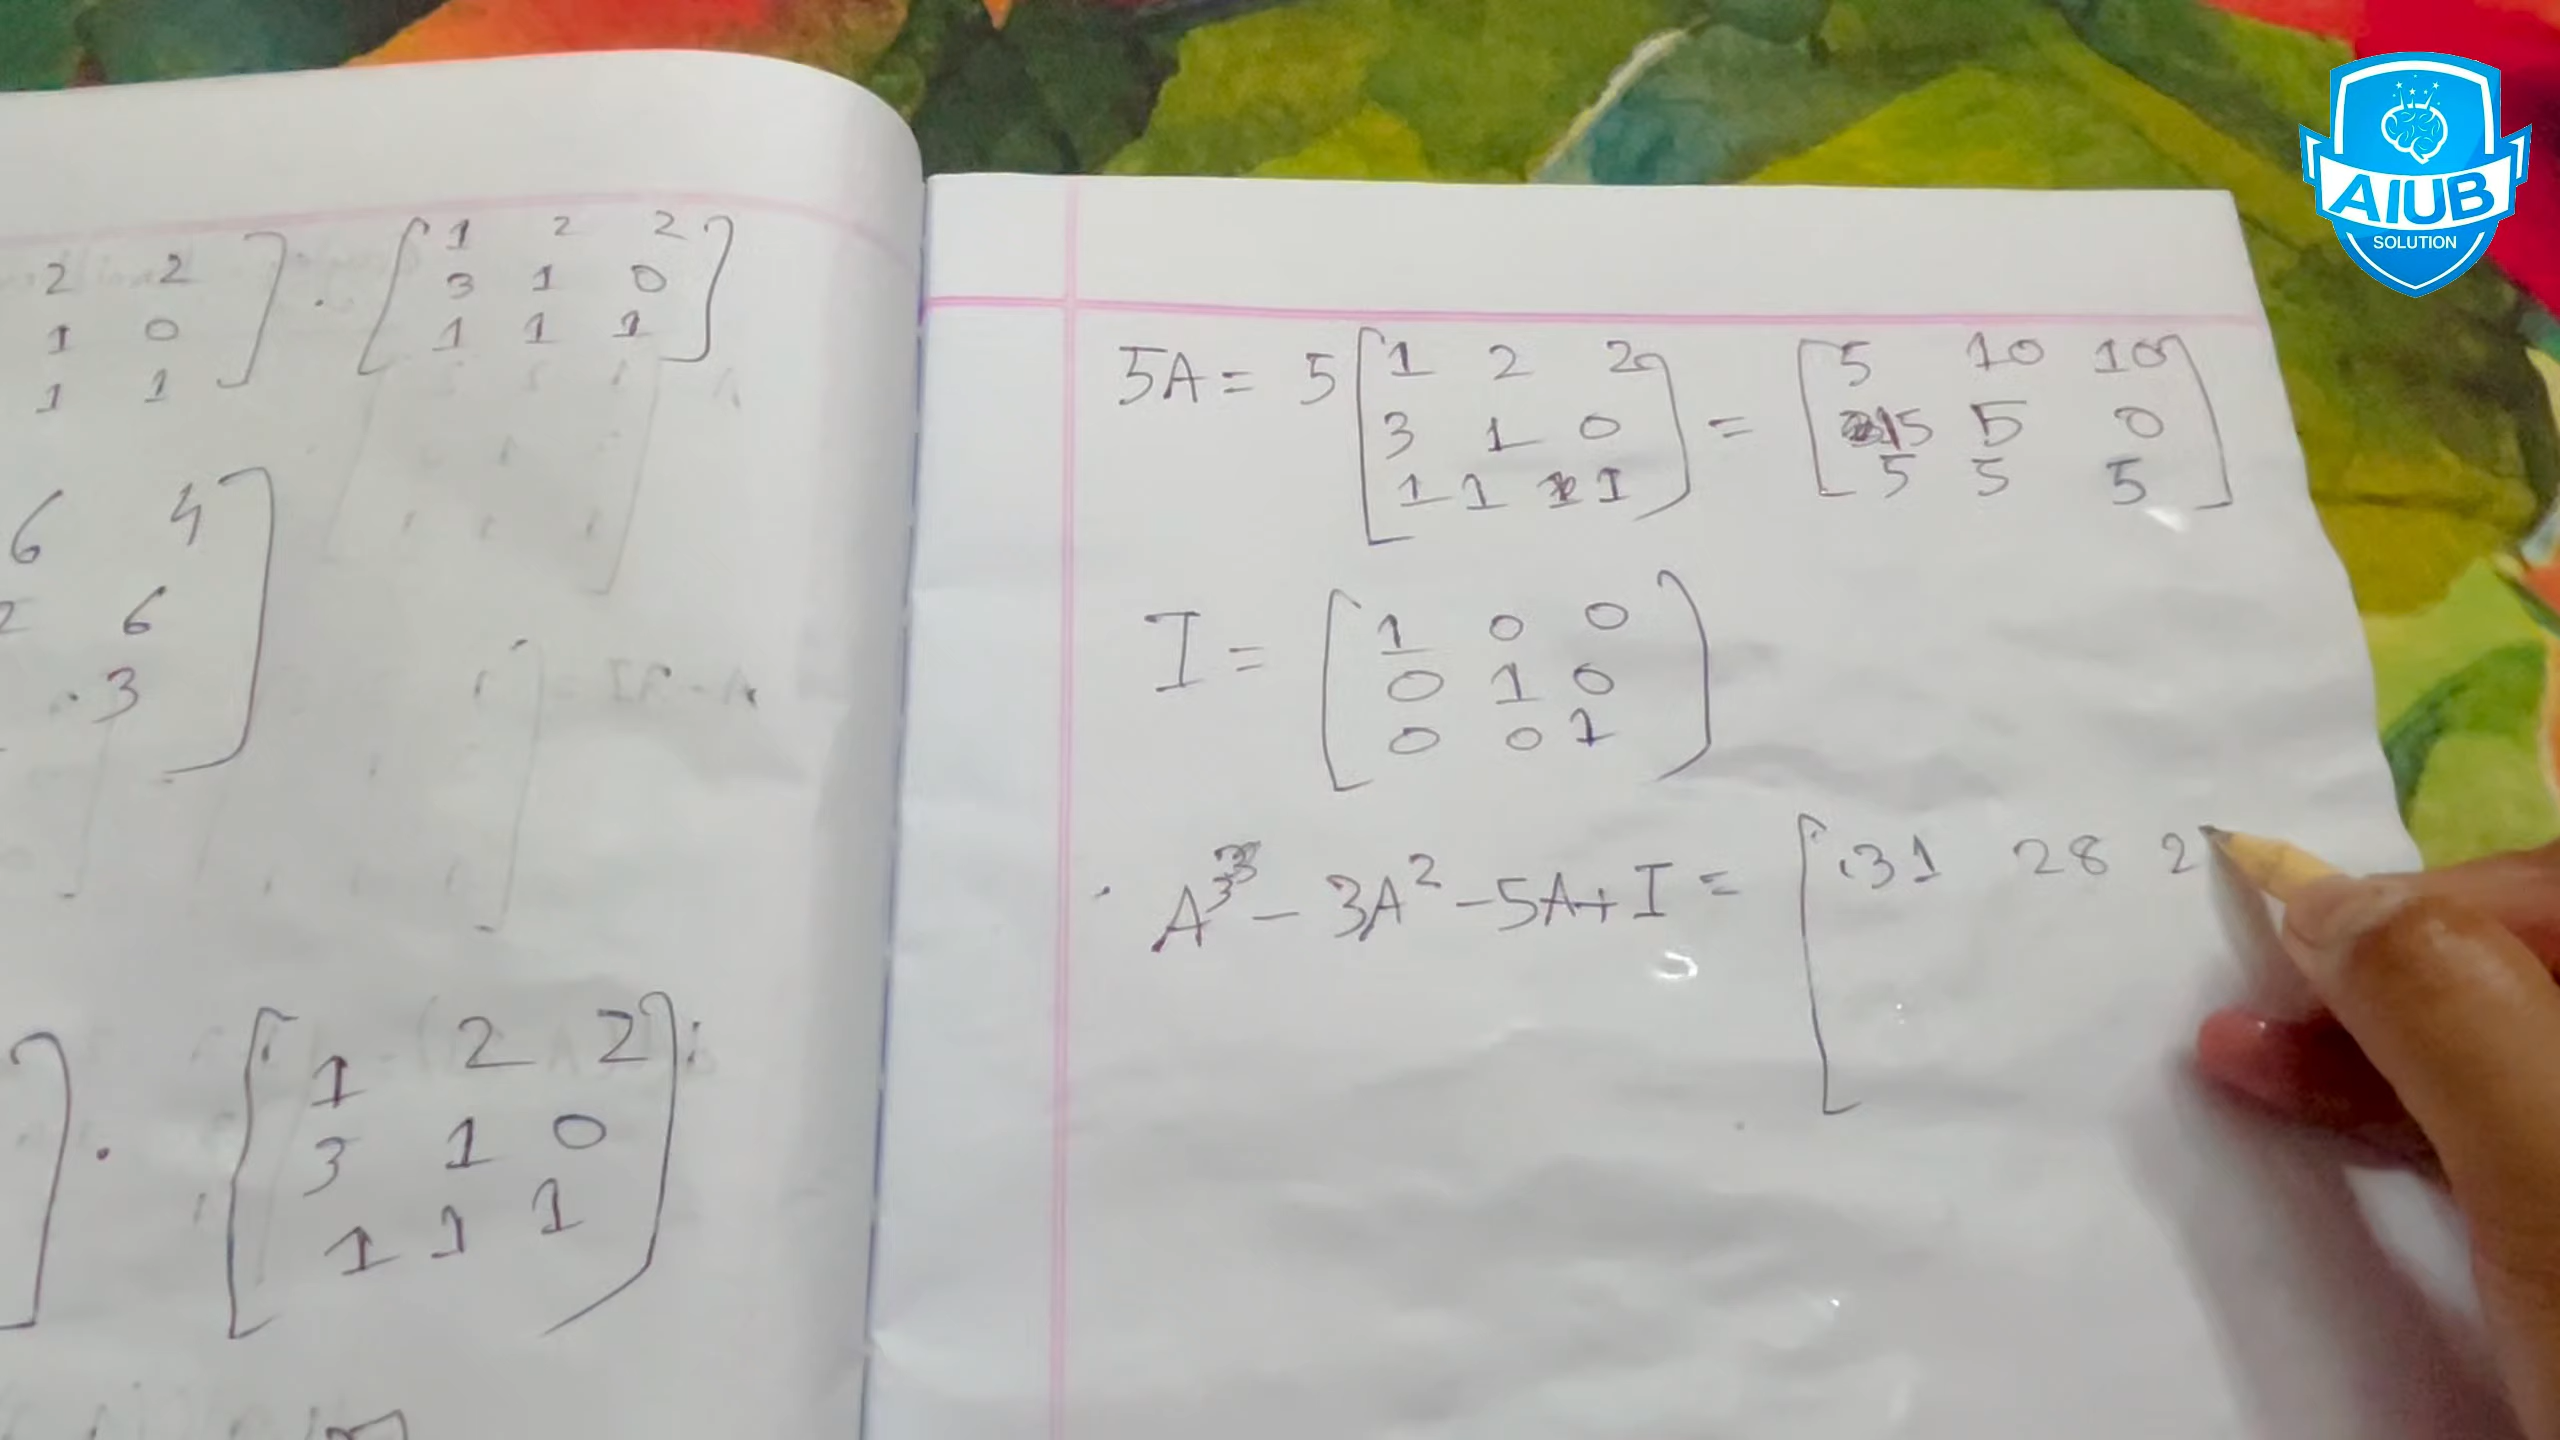 2 2 ] . [ 1 2 2 ]
1 0 3 1 0
1 1 1 1 1
6 4
2 6
. 3
1 2 2
3 1 0
1 1 1
5A = 5 [ 1 2 2 ] = [ 5 10 10 ]
3 1 0 15 5 0
1 1 1 5 5 5
I = [ 1 0 0 ]
0 1 0
0 0 1
A³ - 3A² - 5A + I = [ 31 28 2
AIUB
SOLUTION